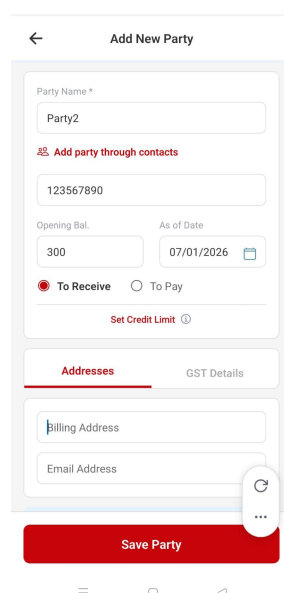 Add New Party
Party Name *
Party2
Add party through contacts
123567890
Opening Bal.
As of Date
300
07/01/2026
To Receive
To Pay
Set Credit Limit
Addresses
GST Details
Billing Address
Email Address
Save Party